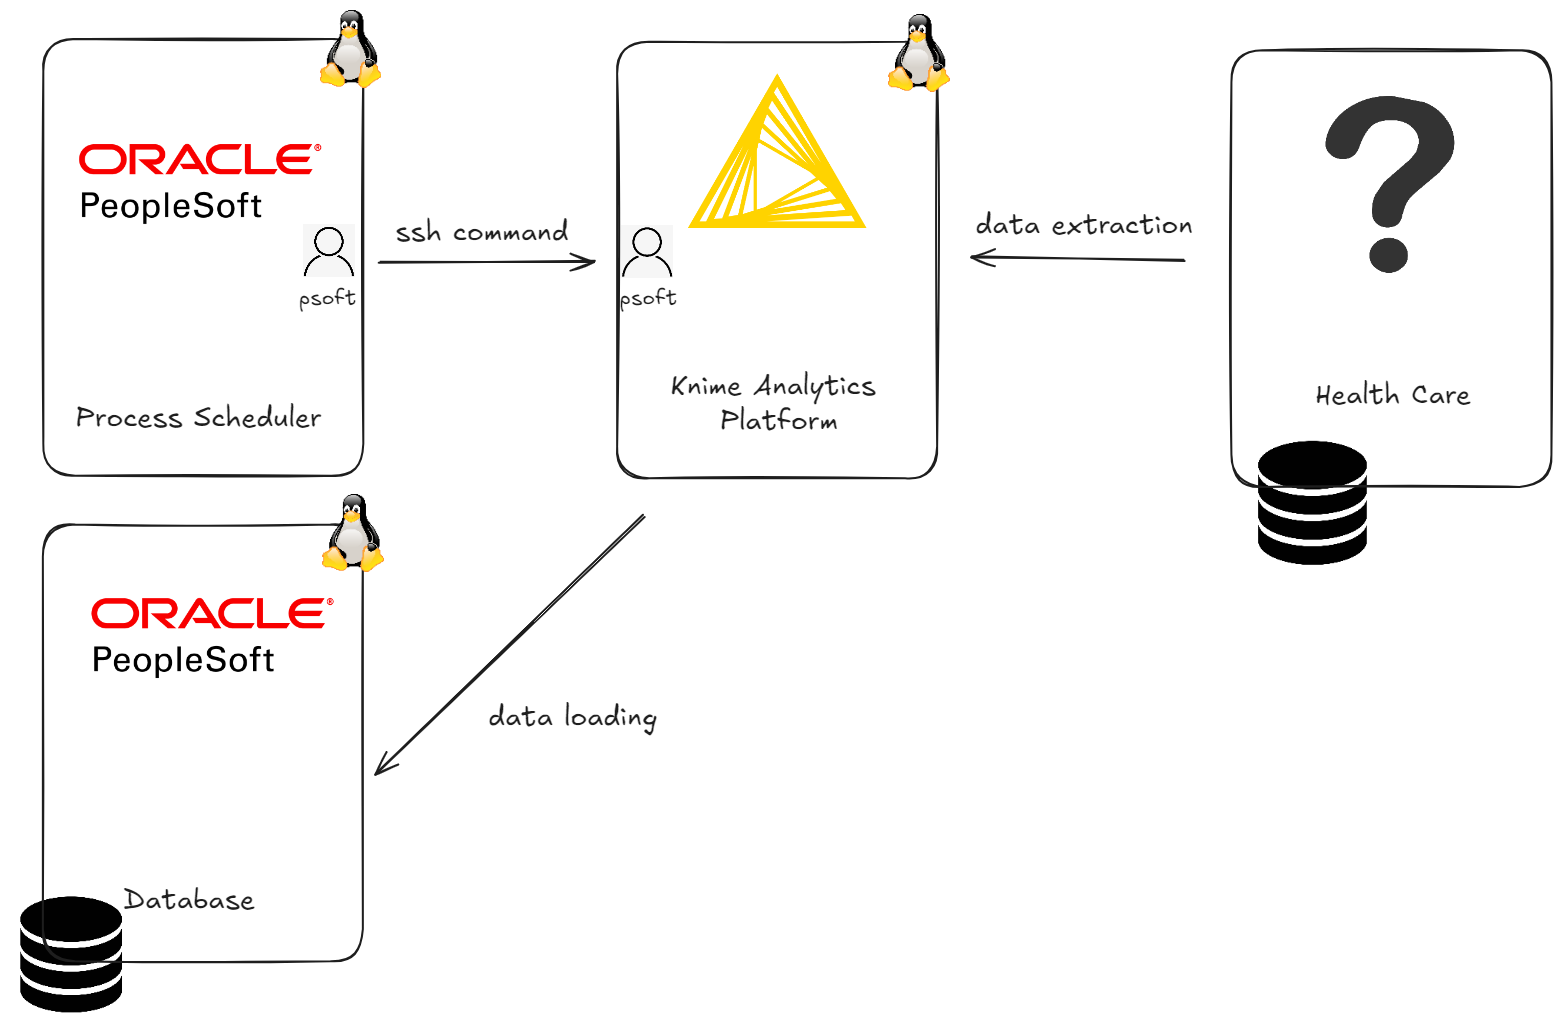 ORACLE®
PeopleSoft
psoft
Process Scheduler
ssh command
psoft
Knime Analytics
Platform
data extraction
?
Health Care
ORACLE®
PeopleSoft
Database
data loading